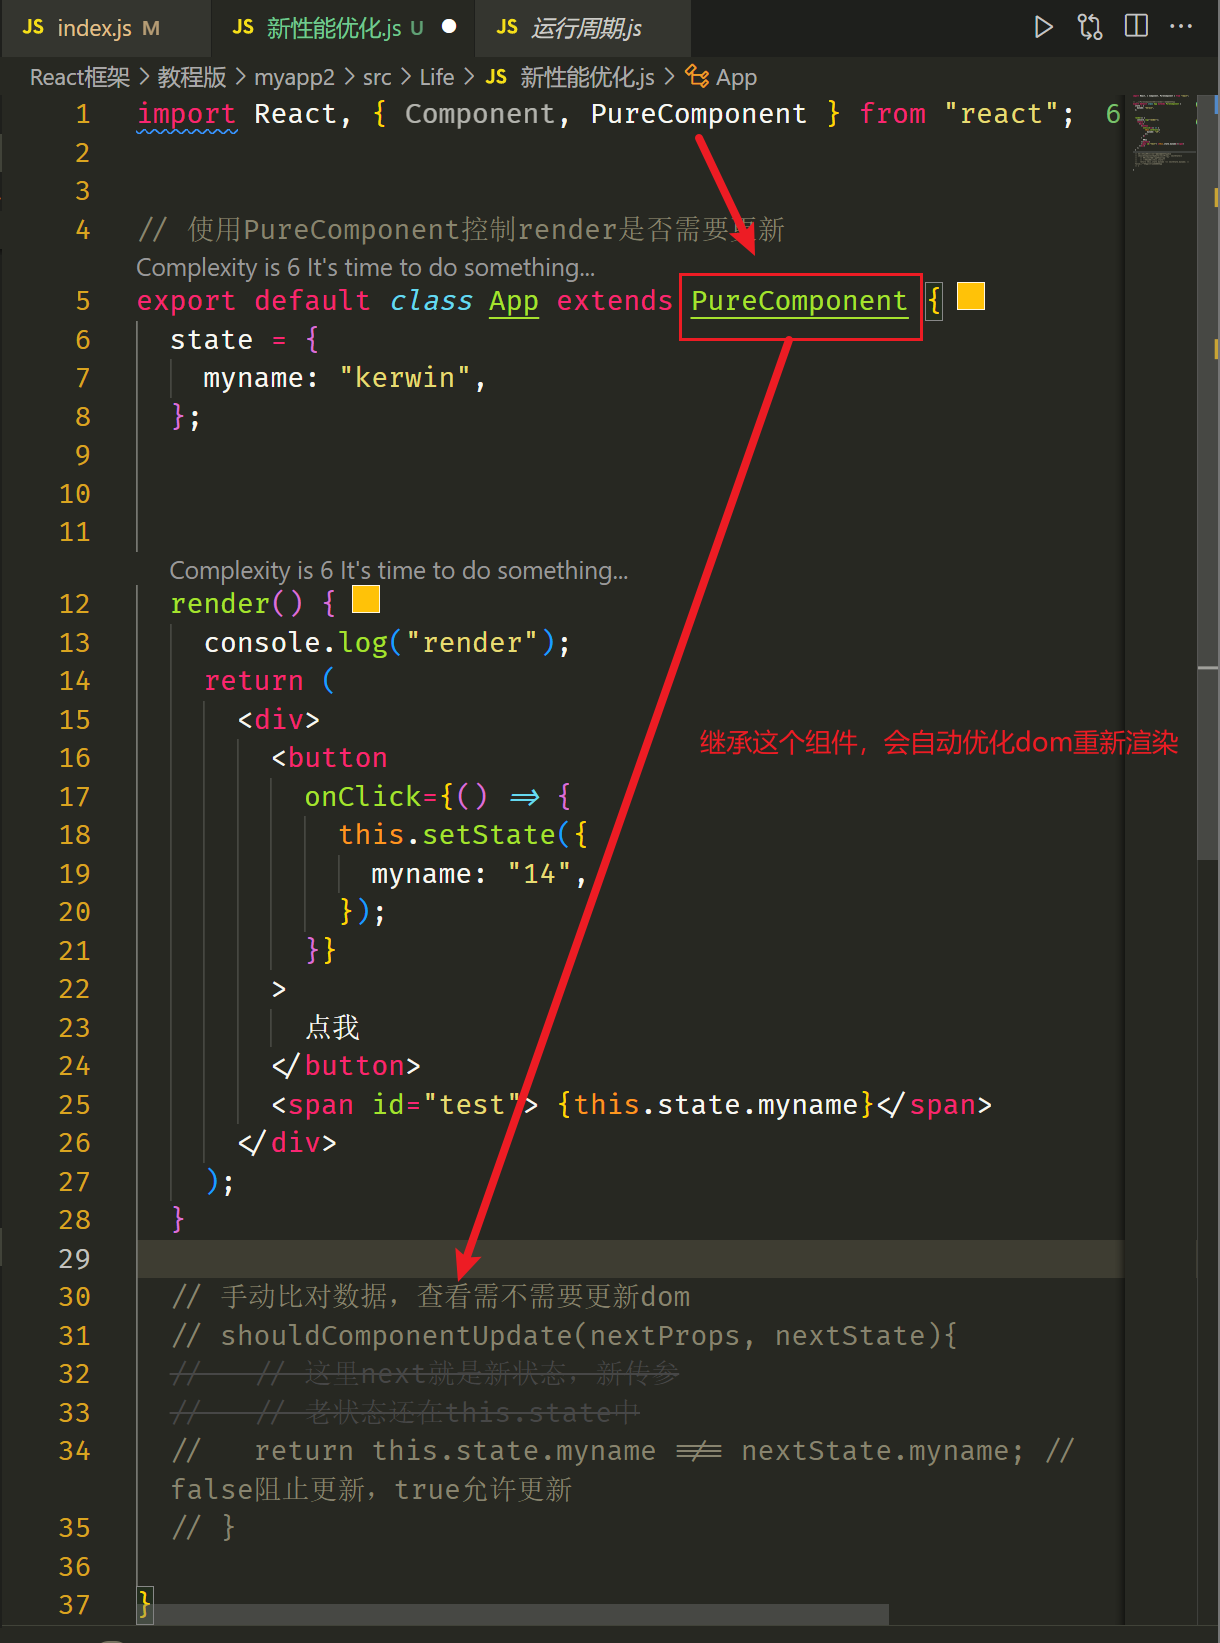 JS index.js M JS 新性能优化.js U JS 运行周期.js
React框架 > 教程版 > myapp2 > src > Life > JS 新性能优化.js > App
1 import React, { Component, PureComponent } from "react"; 6
2
3
4 // 使用PureComponent控制render是否需要更新
Complexity is 6 It's time to do something...
5 export default class App extends PureComponent {
6 state = {
7 myname: "kerwin",
8 };
9
10
11
Complexity is 6 It's time to do something...
12 render() {
13 console.log("render");
14 return (
15 <div>
16 <button
17 onClick={() => {
18 this.setState({
19 myname: "14",
20 });
21 }}
22 >
23 点我
24 </button>
25 <span id="test"> {this.state.myname}</span>
26 </div>
27 );
28 }
29
30 // 手动比对数据，查看需不需要更新dom
31 // shouldComponentUpdate(nextProps, nextState){
32 // // 这里next就是新状态，新传参
33 // // 老状态还在this.state中
34 // return this.state.myname !== nextState.myname; //
false阻止更新，true允许更新
35 // }
36
37 }
继承这个组件，会自动优化dom重新渲染